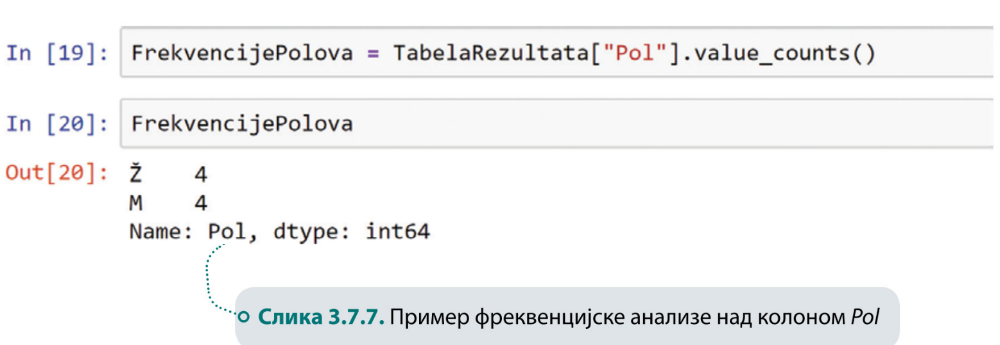 In [19]: FrekvencijePolova = TabelaRezultata["Pol"].value_counts()
In [20]: FrekvencijePolova
Out[20]: Ž    4
M    4
Name: Pol, dtype: int64
Слика 3.7.7. Пример фреквенцијске анализе над колоном Pol